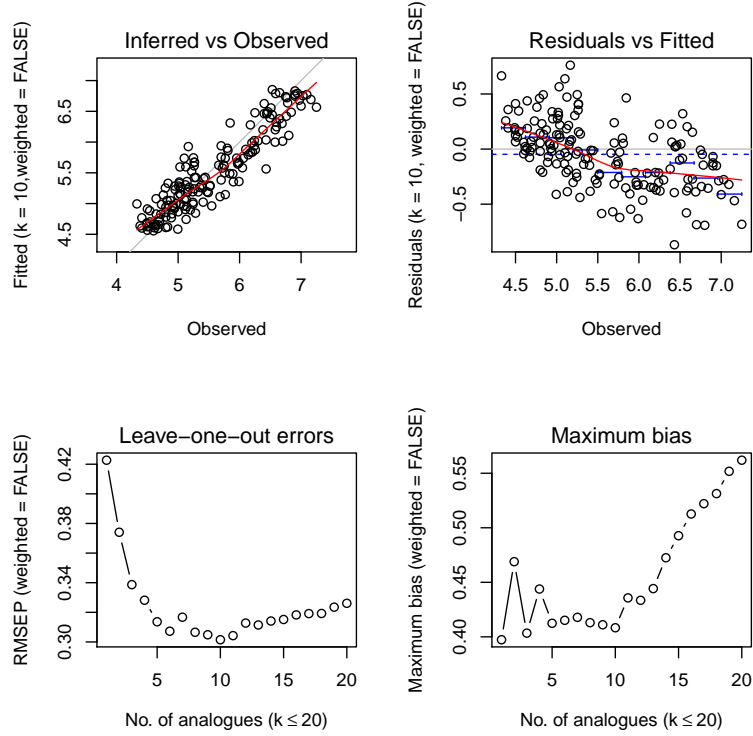 Inferred vs Observed
Fitted (k = 10,weighted = FALSE)
6.5
5.5
4.5
4 5 6 7
Observed
Residuals vs Fitted
Residuals (k = 10, weighted = FALSE)
0.5
0.0
−0.5
4.5 5.0 5.5 6.0 6.5 7.0
Observed
Leave−one−out errors
RMSEP (weighted = FALSE)
0.42
0.38
0.34
0.30
5 10 15 20
No. of analogues (k ≤ 20)
Maximum bias
Maximum bias (weighted = FALSE)
0.55
0.50
0.45
0.40
5 10 15 20
No. of analogues (k ≤ 20)